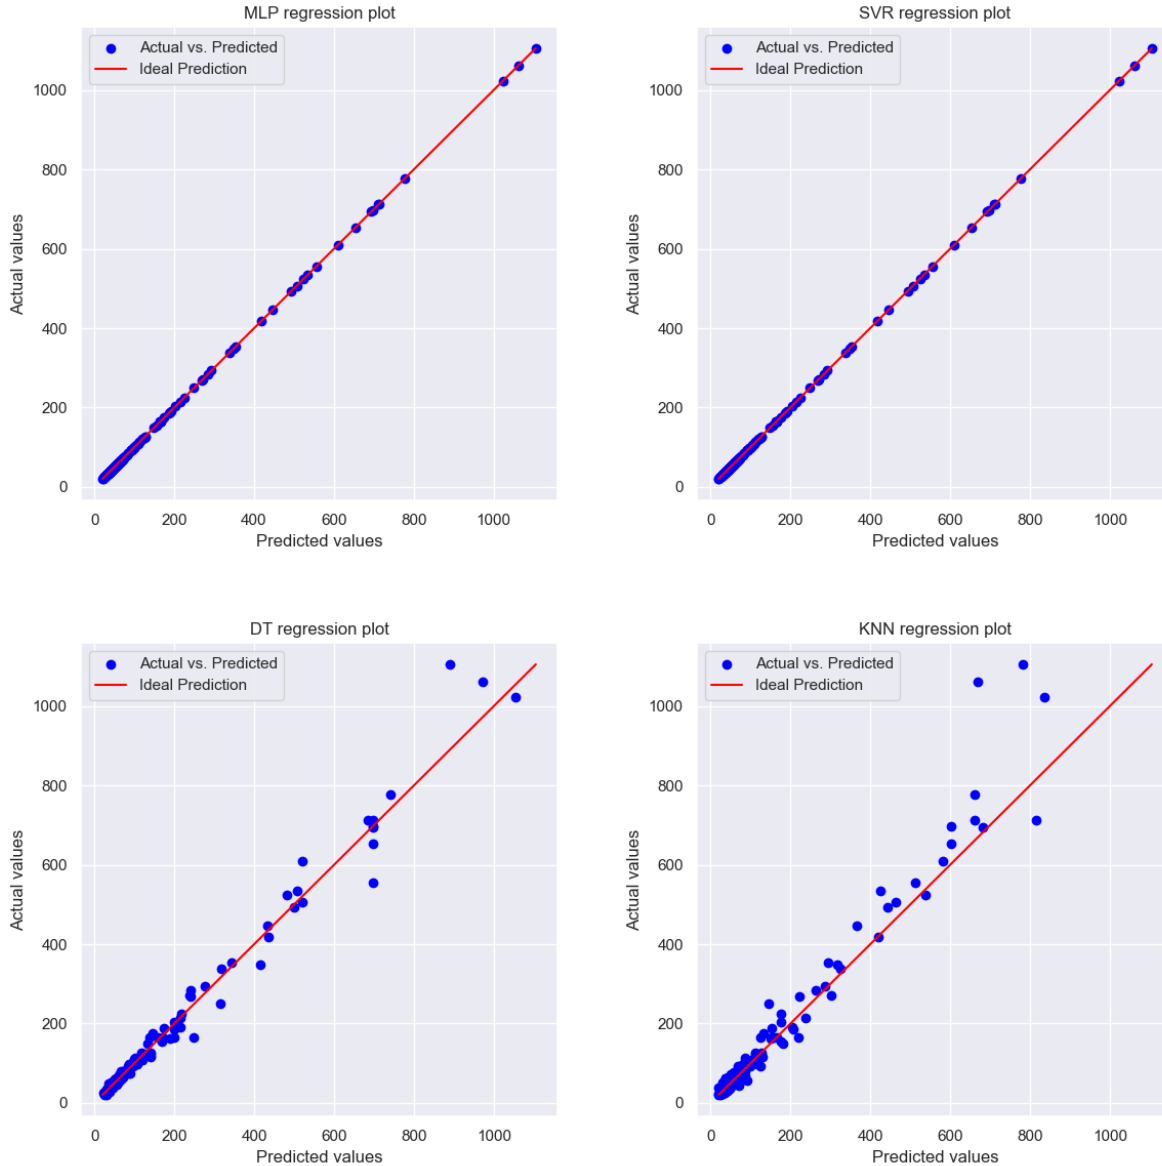 MLP regression plot
Actual vs. Predicted
Ideal Prediction
1000
800
600
400
200
0
Actual values
0 200 400 600 800 1000
Predicted values
SVR regression plot
Actual vs. Predicted
Ideal Prediction
1000
800
600
400
200
0
Actual values
0 200 400 600 800 1000
Predicted values
DT regression plot
Actual vs. Predicted
Ideal Prediction
1000
800
600
400
200
0
Actual values
0 200 400 600 800 1000
Predicted values
KNN regression plot
Actual vs. Predicted
Ideal Prediction
1000
800
600
400
200
0
Actual values
0 200 400 600 800 1000
Predicted values